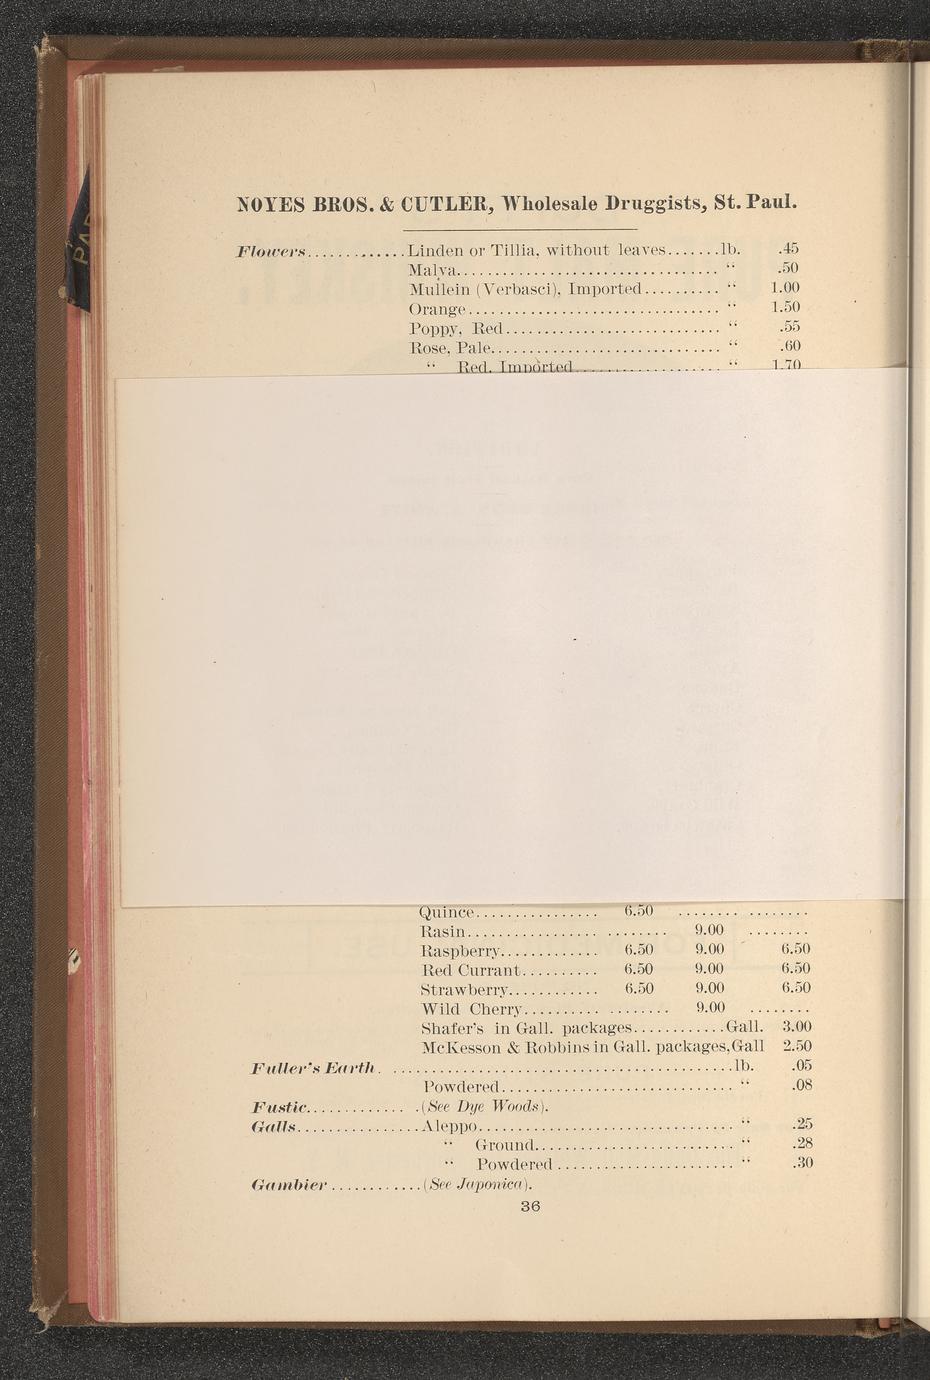 NOYES BROS. & CUTLER, Wholesale Druggists, St. Paul.
Flowers.............Linden or Tillia, without leaves.......lb. .45
Malva................................. “ .50
Mullein (Verbasci), Imported.......... “ 1.00
Orange................................ “ 1.50
Poppy, Red............................ “ .55
Rose, Pale............................. “ .60
“ Red, Imported................... “ 1.70
Quince................ 6.50 ........ ........
Rasin................. ........ 9.00 ........
Raspberry............. 6.50 9.00 6.50
Red Currant.......... 6.50 9.00 6.50
Strawberry............ 6.50 9.00 6.50
Wild Cherry.......... ........ 9.00 ........
Shafer's in Gall. packages............Gall. 3.00
McKesson & Robbins in Gall. packages,Gall 2.50
Fuller's Earth. .............................................lb. .05
Powdered............................... “ .08
Fustic............. .(See Dye Woods).
Galls................Aleppo.................................. “ .25
“ Ground.......................... “ .28
“ Powdered ........................ “ .30
Gambier ............(See Japonica).
36